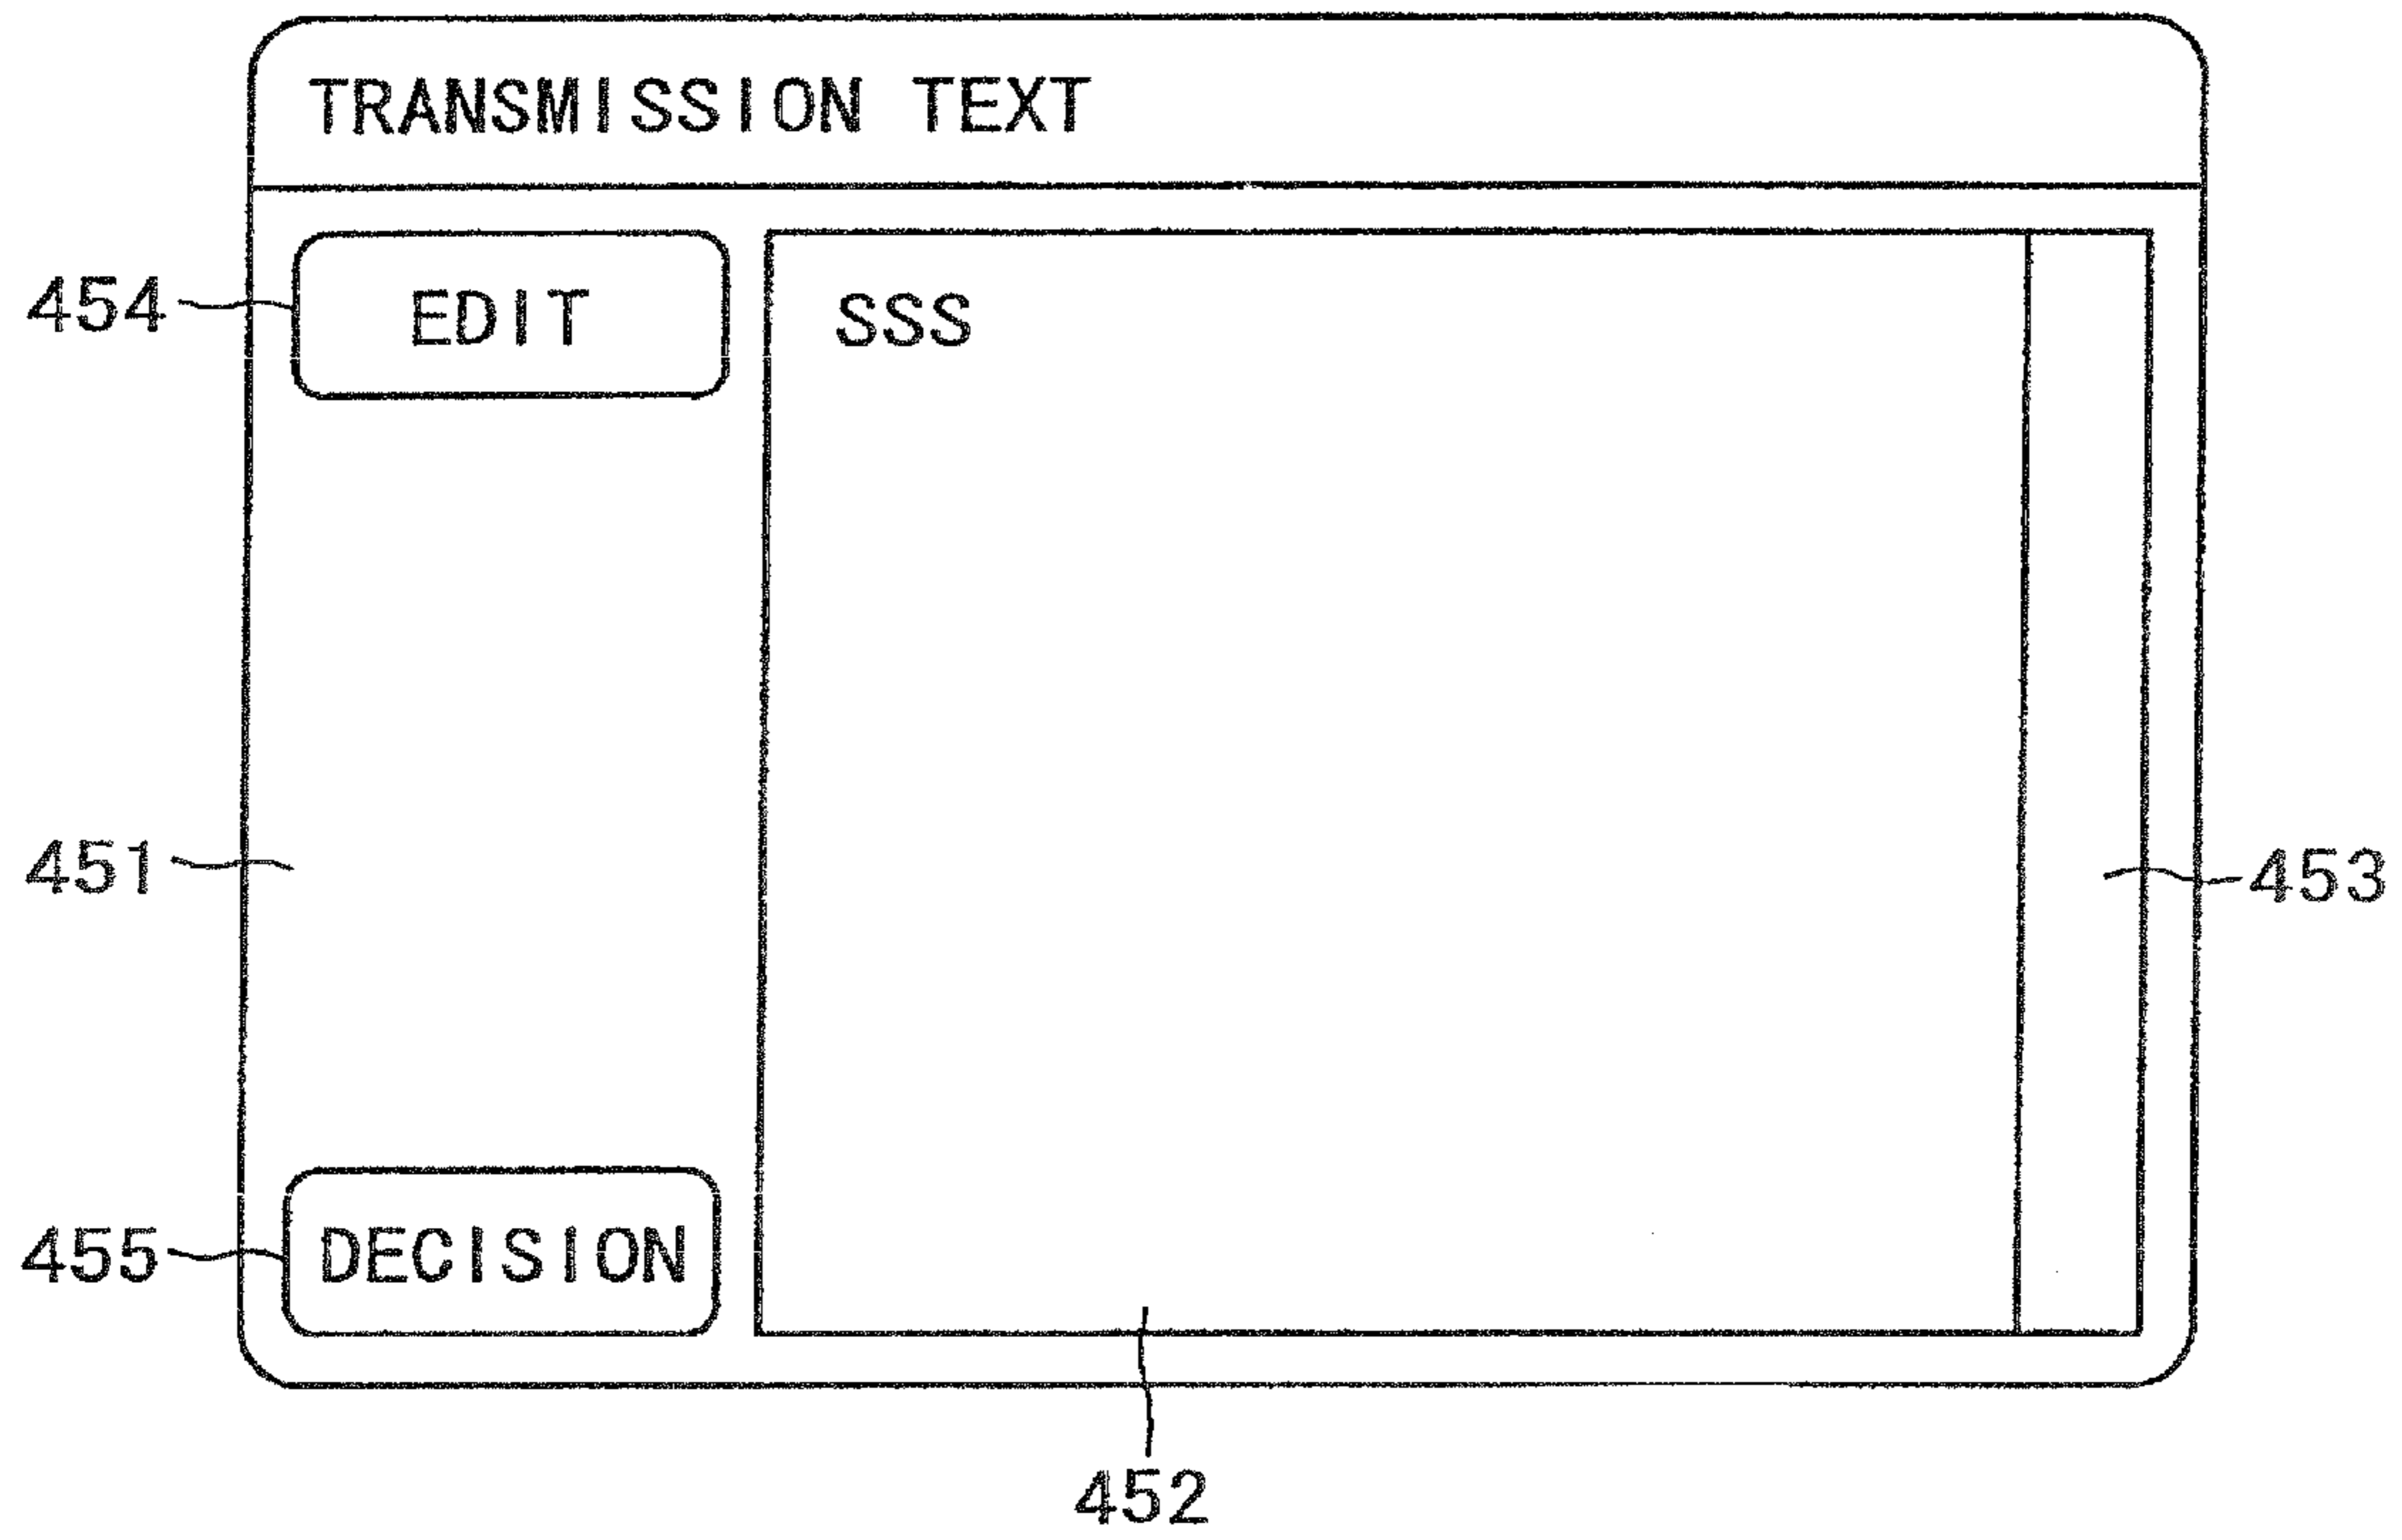 TRANSMISSION TEXT
454
EDIT
SSS
451
453
455
DECISION
452